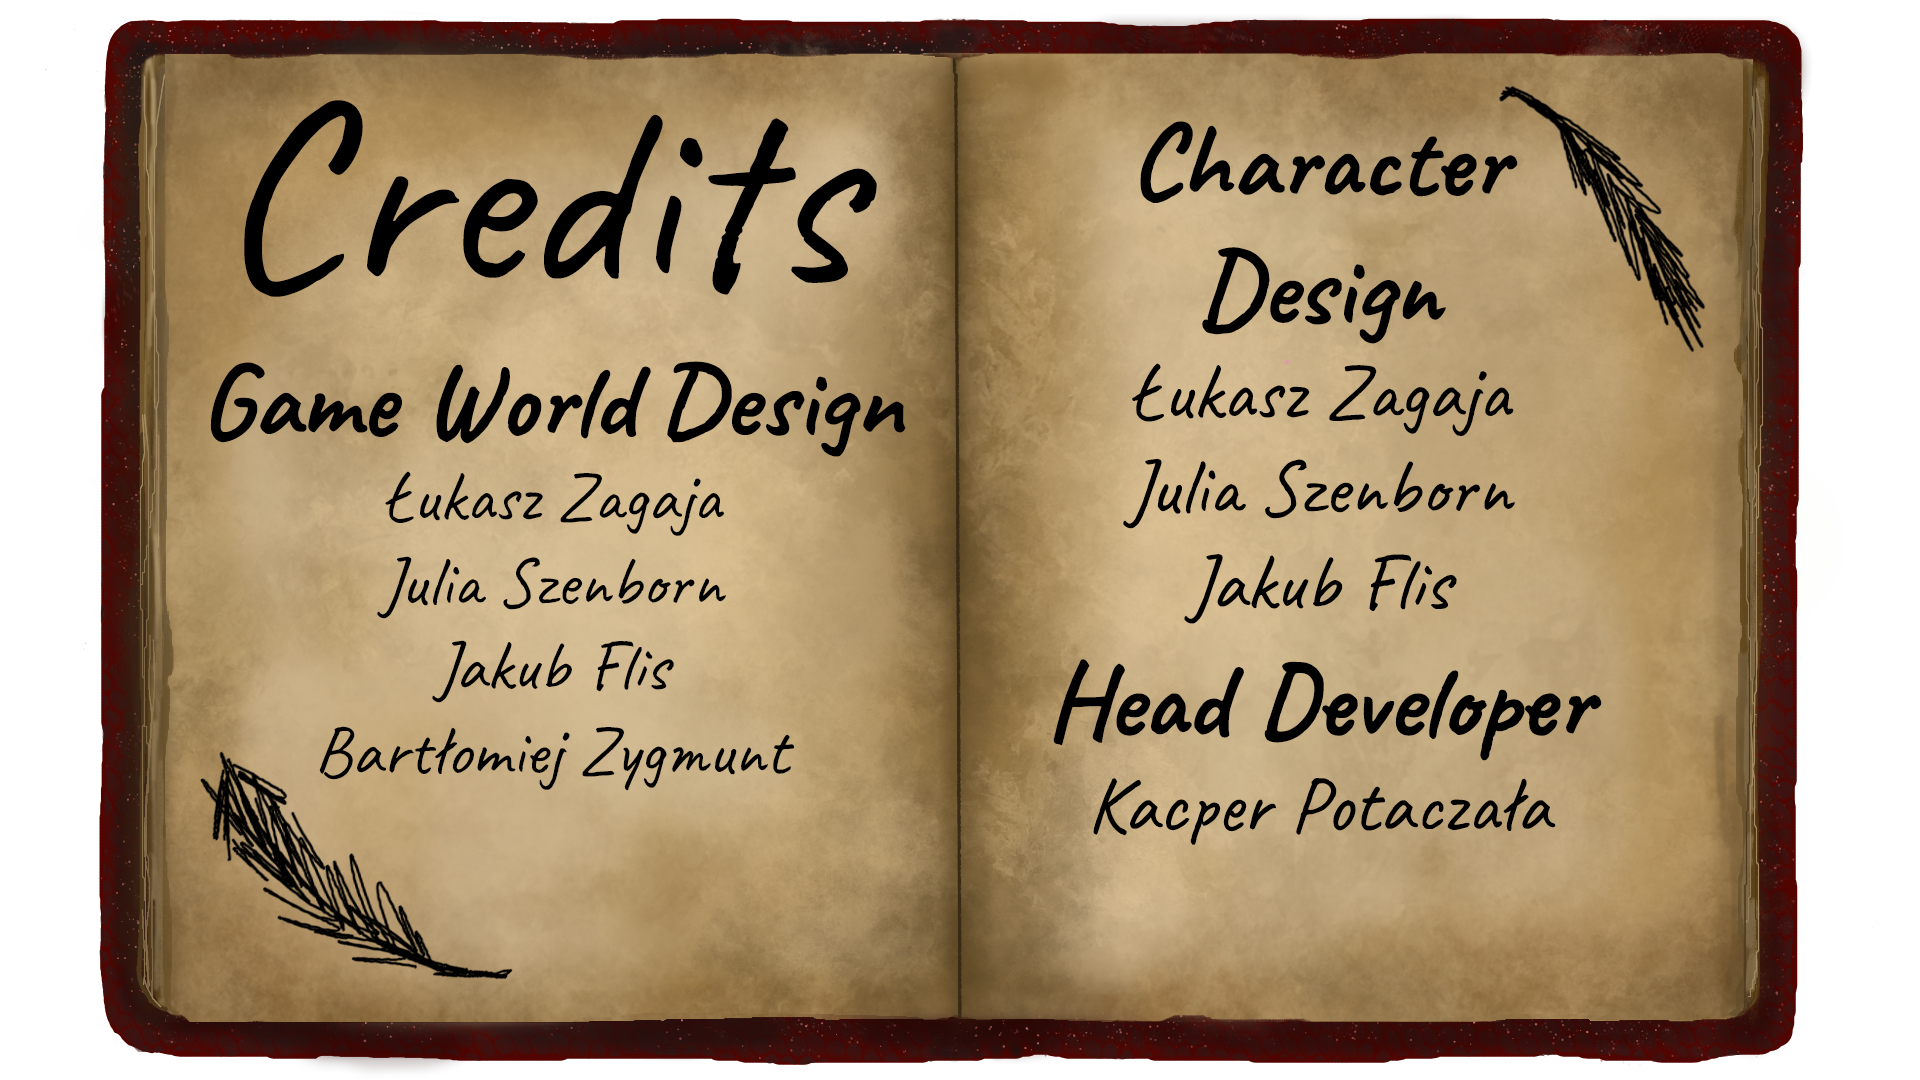 Credits
Game World Design
Łukasz Zagaja
Julia Szenborn
Jakub Flis
Bartłomiej Zygmunt
Character
Design
Łukasz Zagaja
Julia Szenborn
Jakub Flis
Head Developer
Kacper Potaczała